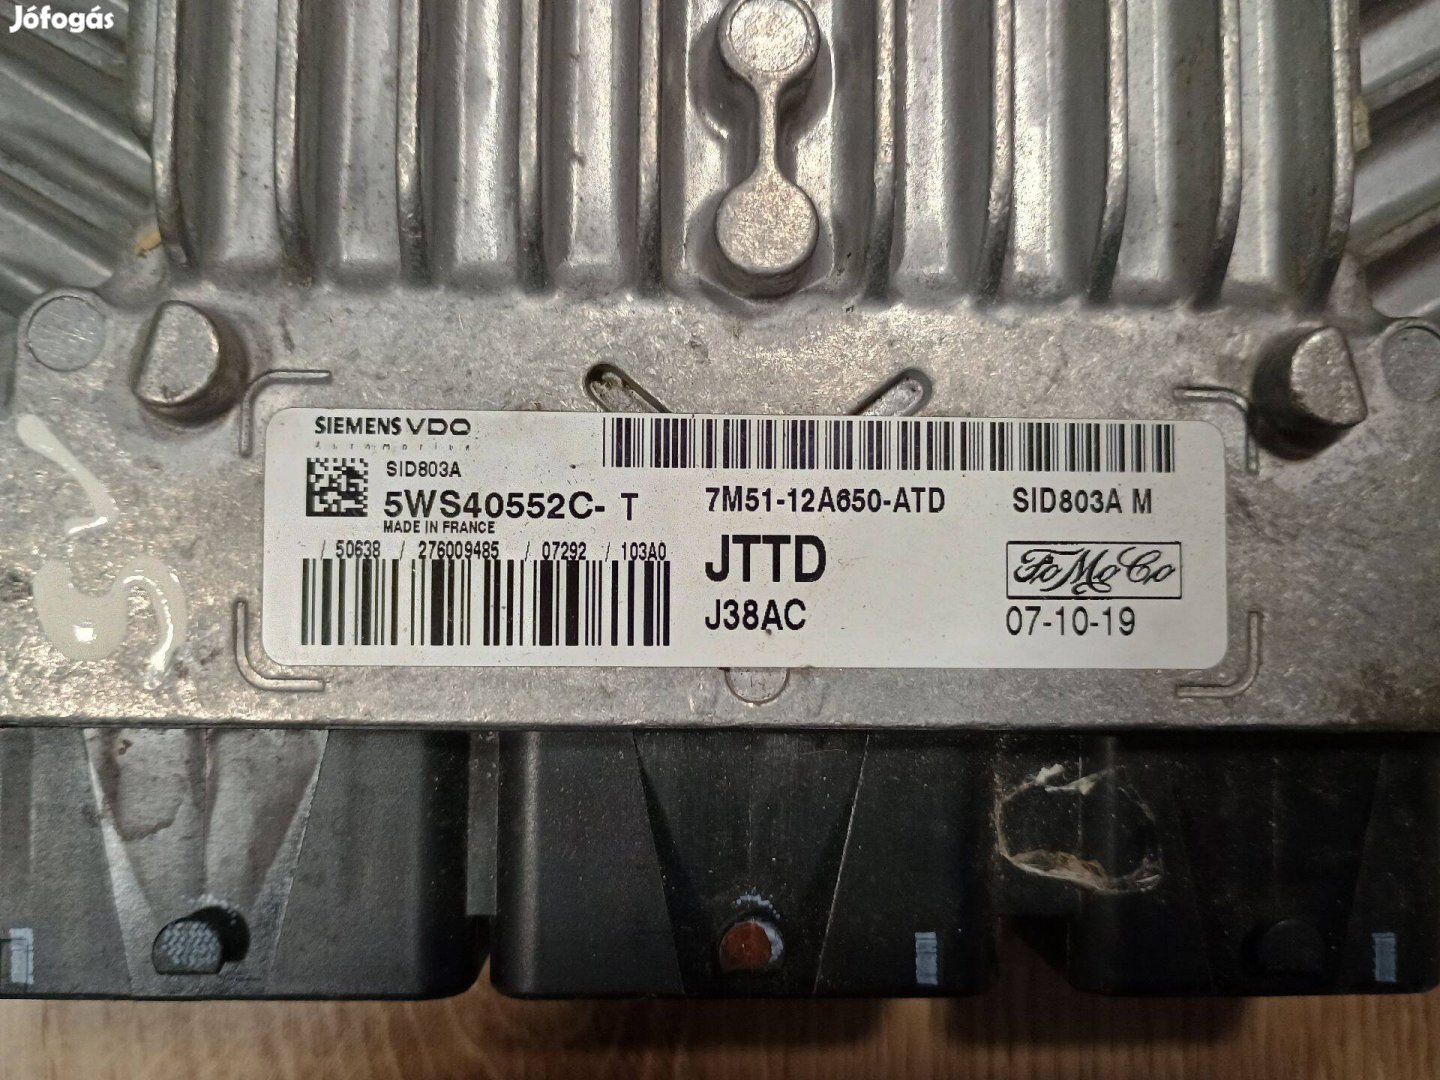 Jófogás
SIEMENS VDO
Automotive
SID803A
5WS40552C- T
MADE IN FRANCE
/ 50638 / 276009485 / 07292 / 103A0
7M51-12A650-ATD SID803A M
JTTD
J38AC
FoMoCo
07-10-19